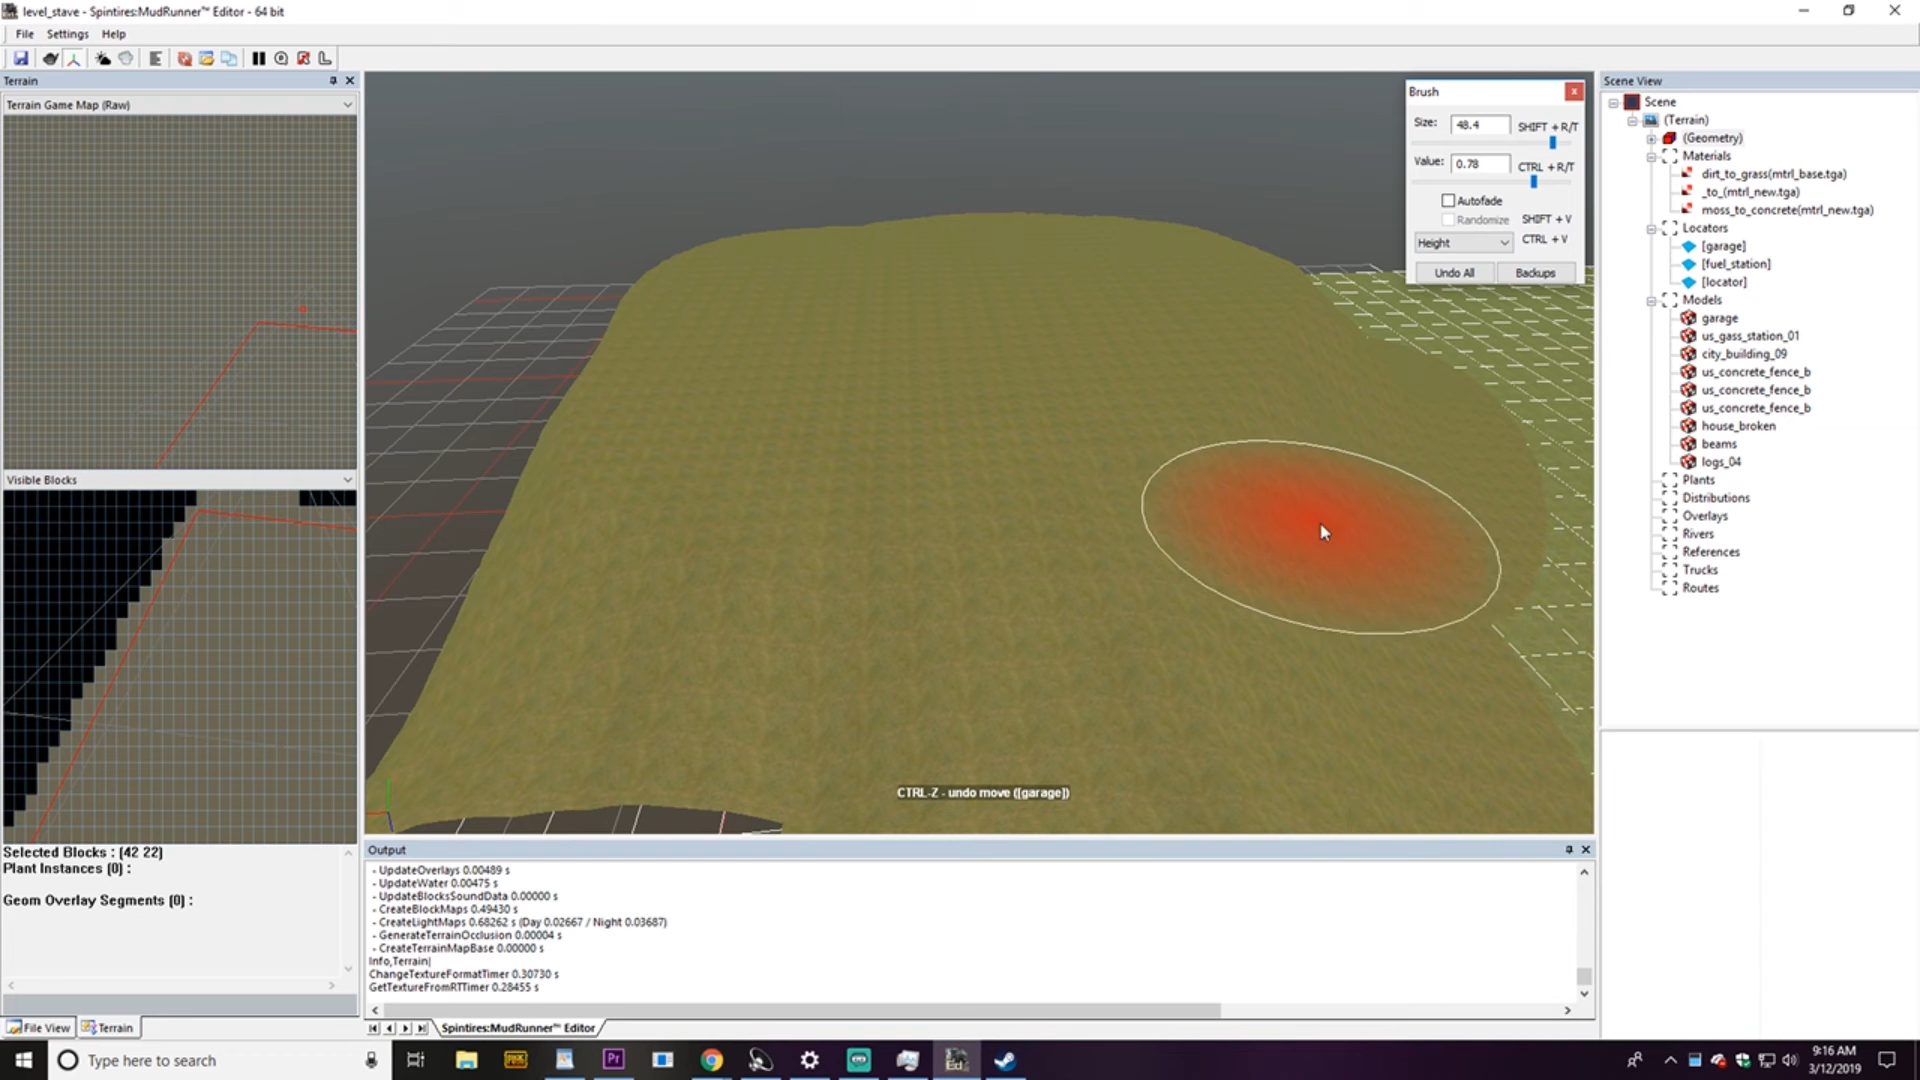 level_stave - Spintires:MudRunner™ Editor - 64 bit
File Settings Help
Terrain
Terrain Game Map (Raw)
Visible Blocks
Selected Blocks : (42 22)
Plant Instances (0) :
Geom Overlay Segments (0) :
File View Terrain
Brush
Size: 48.4 SHIFT + R/T
Value: 0.78 CTRL + R/T
Autofade
Randomize SHIFT + V
Height CTRL + V
Undo All Backups
CTRL-Z - undo move ([garage])
Output
- UpdateOverlays 0.00489 s
- UpdateWater 0.00475 s
- UpdateBlocksSoundData 0.00000 s
- CreateBlockMaps 0.49430 s
- CreateLightMaps 0.68262 s (Day 0.02667 / Night 0.03687)
- GenerateTerrainOcclusion 0.00004 s
- CreateTerrainMapBase 0.00000 s
Info,Terrain|
ChangeTextureFormatTimer 0.30730 s
GetTextureFromRTTimer 0.28455 s
Spintires:MudRunner™ Editor
Scene View
Scene
(Terrain)
(Geometry)
Materials
dirt_to_grass(mtrl_base.tga)
_to_(mtrl_new.tga)
moss_to_concrete(mtrl_new.tga)
Locators
[garage]
[fuel_station]
[locator]
Models
garage
us_gass_station_01
city_building_09
us_concrete_fence_b
us_concrete_fence_b
us_concrete_fence_b
house_broken
beams
logs_04
Plants
Distributions
Overlays
Rivers
References
Trucks
Routes
Type here to search
Pr
Ed
9:16 AM
3/12/2019